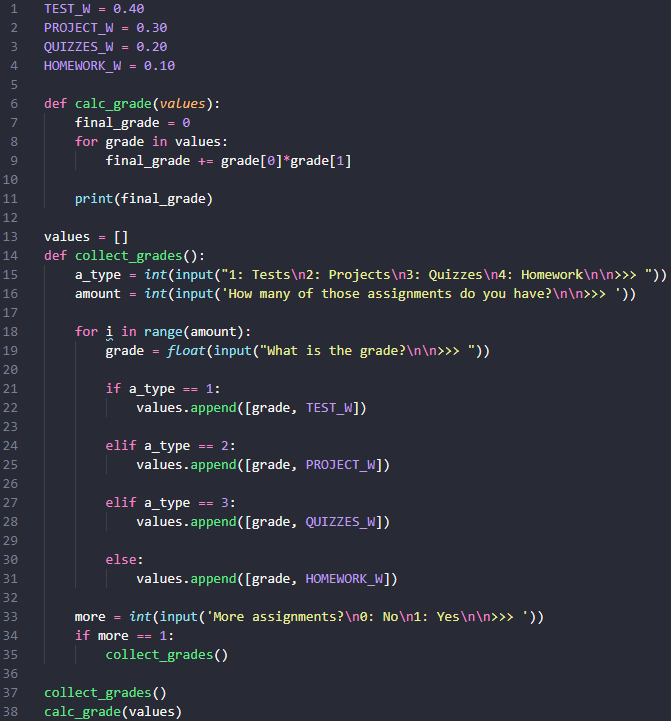 1 TEST_W = 0.40
2 PROJECT_W = 0.30
3 QUIZZES_W = 0.20
4 HOMEWORK_W = 0.10
5
6 def calc_grade(values):
7     final_grade = 0
8     for grade in values:
9         final_grade += grade[0]*grade[1]
10
11     print(final_grade)
12
13 values = []
14 def collect_grades():
15     a_type = int(input("1: Tests\n2: Projects\n3: Quizzes\n4: Homework\n\n>>> "))
16     amount = int(input('How many of those assignments do you have?\n\n>>> '))
17
18     for i in range(amount):
19         grade = float(input("What is the grade?\n\n>>> "))
20
21         if a_type == 1:
22             values.append([grade, TEST_W])
23
24         elif a_type == 2:
25             values.append([grade, PROJECT_W])
26
27         elif a_type == 3:
28             values.append([grade, QUIZZES_W])
29
30         else:
31             values.append([grade, HOMEWORK_W])
32
33     more = int(input('More assignments?\n0: No\n1: Yes\n\n>>> '))
34     if more == 1:
35         collect_grades()
36
37 collect_grades()
38 calc_grade(values)